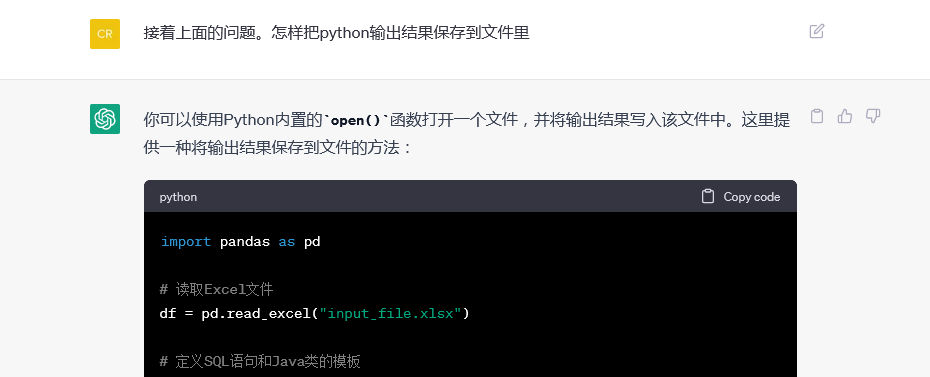 CR
接着上面的问题。怎样把python输出结果保存到文件里
你可以使用Python内置的`open()`函数打开一个文件，并将输出结果写入该文件中。这里提
供一种将输出结果保存到文件的方法：
python
Copy code
import pandas as pd
# 读取Excel文件
df = pd.read_excel("input_file.xlsx")
# 定义SQL语句和Java类的模板